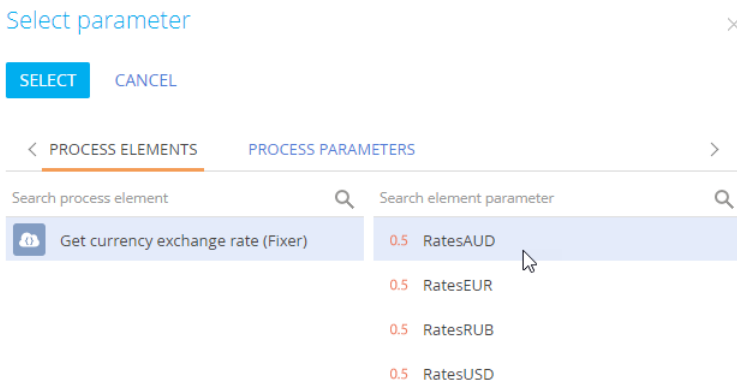 Select parameter
SELECT CANCEL
PROCESS ELEMENTS PROCESS PARAMETERS
Search process element Search element parameter
Get currency exchange rate (Fixer) 0.5 RatesAUD
0.5 RatesEUR
0.5 RatesRUB
0.5 RatesUSD